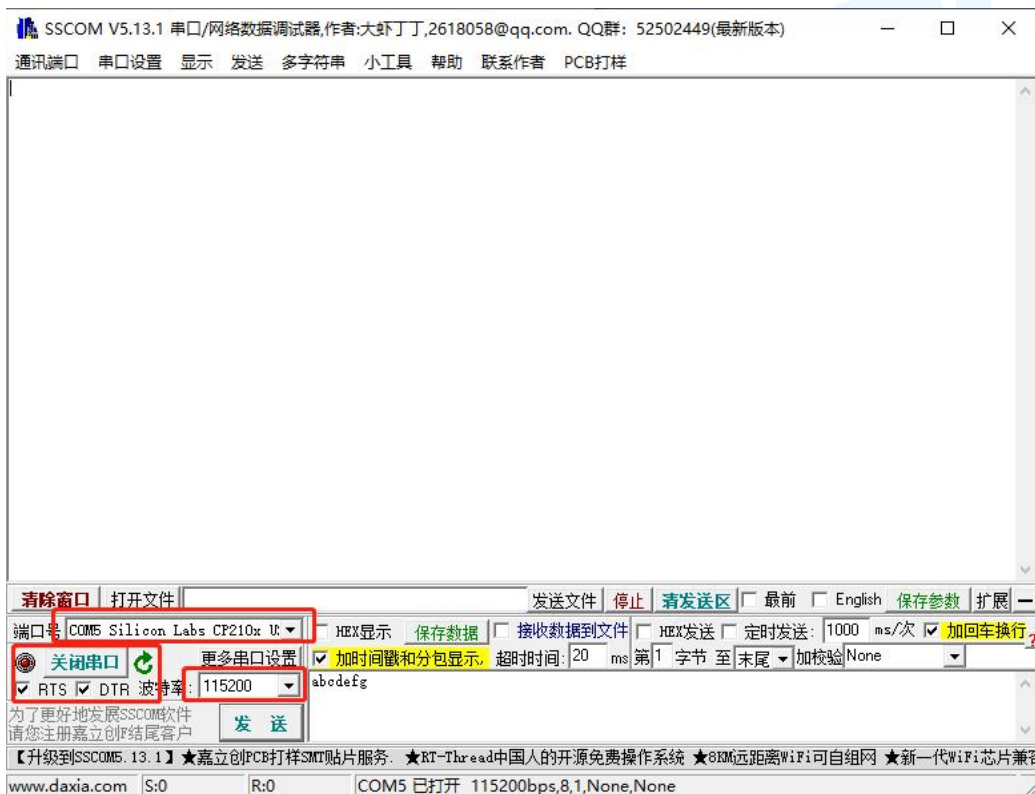 SSCOM V5.13.1 串口/网络数据调试器,作者:大虾丁丁,2618058@qq.com. QQ群: 52502449(最新版本)
通讯端口 串口设置 显示 发送 多字符串 小工具 帮助 联系作者 PCB打样
清除窗口 打开文件 发送文件 停止 清发送区 最前 English 保存参数 扩展
端口号 COM5 Silicon Labs CP210x HEX显示 保存数据 接收数据到文件 HEX发送 定时发送: 1000 ms/次 加回车换行
关闭串口 更多串口设置 加时间戳和分包显示, 超时时间: 20 ms 第1 字节 至 末尾 加校验 None
RTS DTR 波特率: 115200 abcdefg
为了更好地发展SSCOM软件
请您注册嘉立创F结尾客户
发 送
【升级到SSCOM5.13.1】★嘉立创PCB打样SMT贴片服务. ★RT-Thread中国人的开源免费操作系统 ★8KM远距离WiFi可自组网 ★新一代WiFi芯片兼
www.daxia.com S:0 R:0 COM5 已打开 115200bps,8,1,None,None